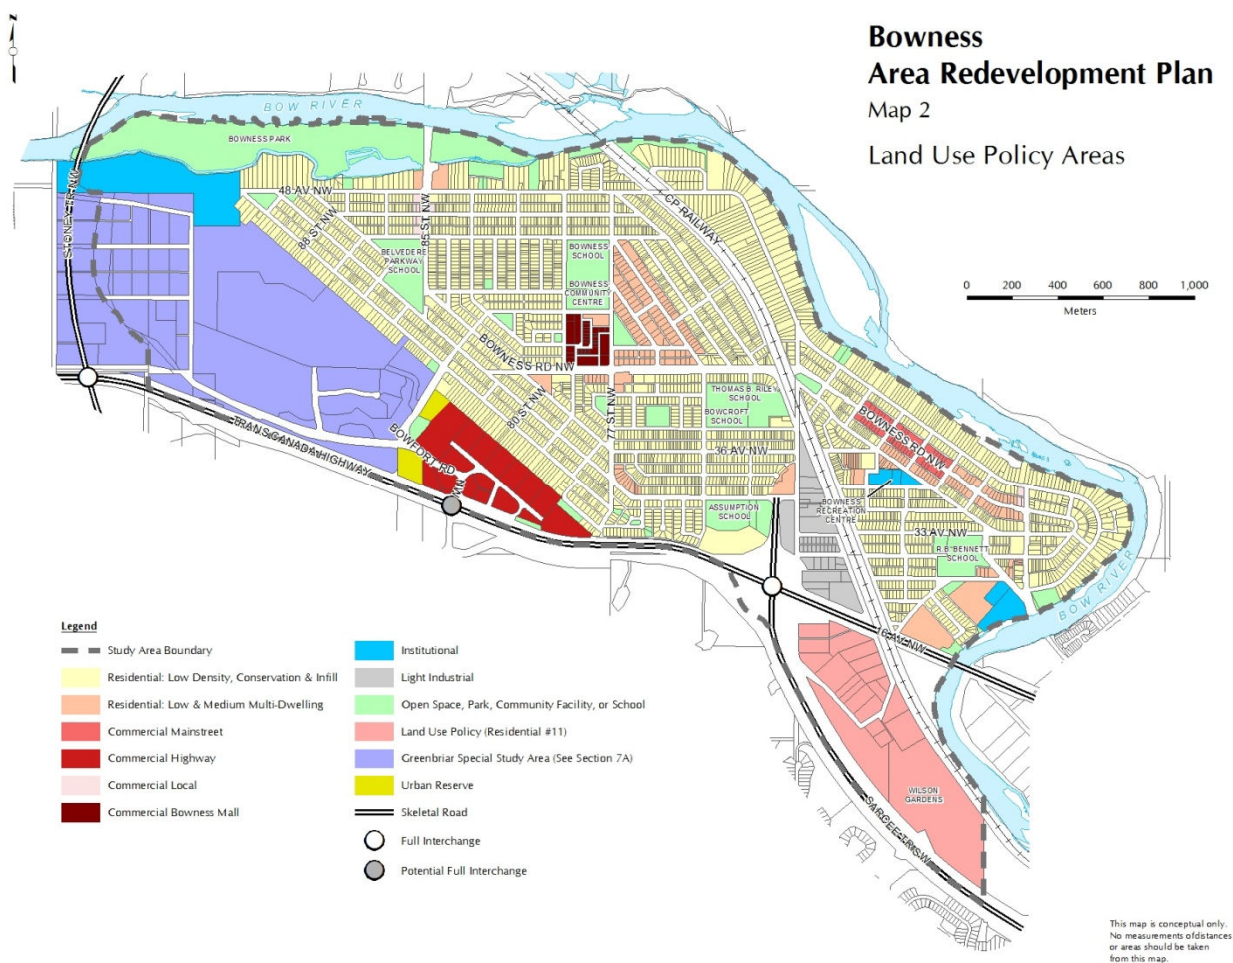 N
Bowness
Area Redevelopment Plan
Map 2
Land Use Policy Areas
0 200 400 600 800 1,000
Meters
BOW RIVER
BOWNESS PARK
STONEY TR NW
48 AV NW
88 ST NW
85 ST NW
CP RAILWAY
BELVEDERE
PARKWAY
SCHOOL
BOWNESS
SCHOOL
BOWNESS
COMMUNITY
CENTRE
BOWNESS RD NW
80 ST NW
77 ST NW
THOMAS B. RILEY
SCHOOL
BOWCROFT
SCHOOL
BOWNESS RD NW
36 AV NW
TRANS CANADA HIGHWAY
BOWFORT RD
NW
ASSUMPTION
SCHOOL
BOWNESS
RECREATION
CENTRE
33 AV NW
R.B. BENNETT
SCHOOL
BOW RIVER
16 AV NW
WILSON
GARDENS
SARCEE TR SW
Legend
Study Area Boundary
Residential: Low Density, Conservation & Infill
Residential: Low & Medium Multi-Dwelling
Commercial Mainstreet
Commercial Highway
Commercial Local
Commercial Bowness Mall
Institutional
Light Industrial
Open Space, Park, Community Facility, or School
Land Use Policy (Residential #11)
Greenbriar Special Study Area (See Section 7A)
Urban Reserve
Skeletal Road
Full Interchange
Potential Full Interchange
This map is conceptual only.
No measurements of distances
or areas should be taken
from this map.